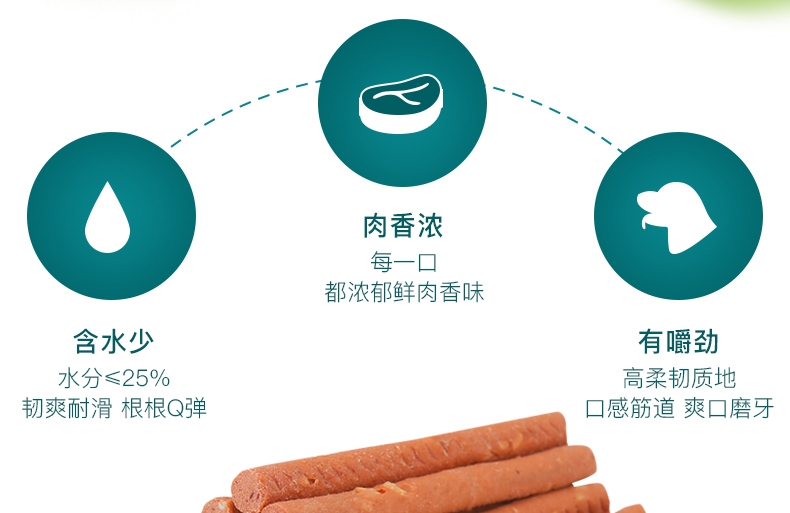 肉香浓
每一口
都浓郁鲜肉香味
含水少
水分≤25%
韧爽耐滑 根根Q弹
有嚼劲
高柔韧质地
口感筋道 爽口磨牙